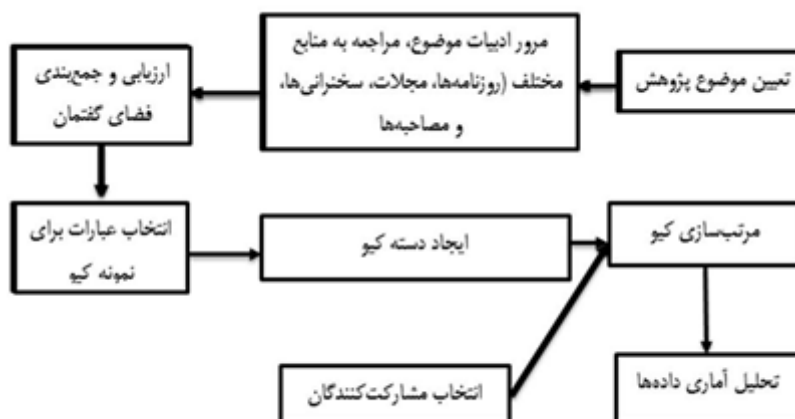 تعیین موضوع پژوهش
مرور ادبیات موضوع، مراجعه به منابع
مختلف (روزنامه‌ها، مجلات، سخنرانی‌ها،
و مصاحبه‌ها
ارزیابی و جمع‌بندی
فضای گفتمان
انتخاب عبارات برای
نمونه کیو
ایجاد دسته کیو
مرتب‌سازی کیو
انتخاب مشارکت‌کنندگان
تحلیل آماری داده‌ها